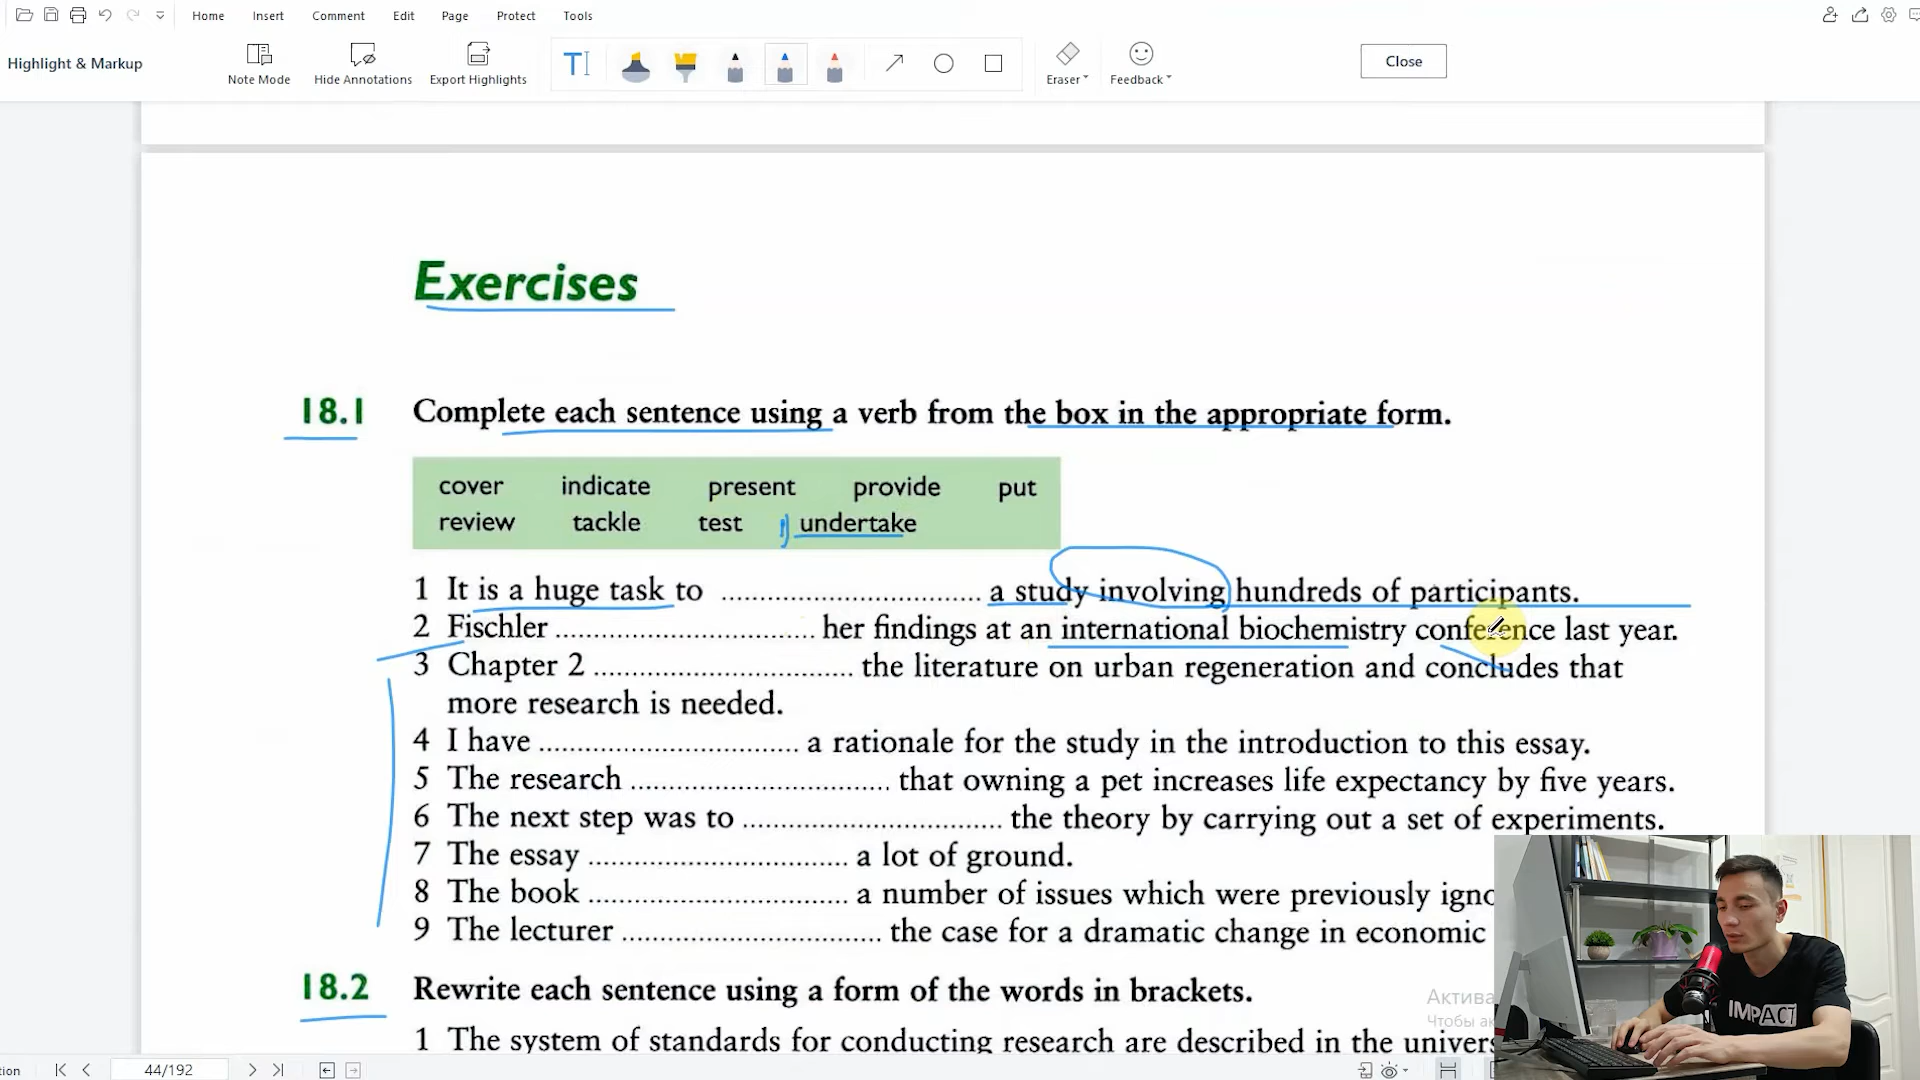 Home Insert Comment Edit Page Protect Tools
Highlight & Markup
Note Mode Hide Annotations Export Highlights Eraser Feedback Close
Exercises
18.1 Complete each sentence using a verb from the box in the appropriate form.
cover indicate present provide put
review tackle test 1) undertake
1 It is a huge task to .............................. a study involving hundreds of participants.
2 Fischler .............................. her findings at an international biochemistry conference last year.
3 Chapter 2 .............................. the literature on urban regeneration and concludes that
more research is needed.
4 I have .............................. a rationale for the study in the introduction to this essay.
5 The research .............................. that owning a pet increases life expectancy by five years.
6 The next step was to .............................. the theory by carrying out a set of experiments.
7 The essay .............................. a lot of ground.
8 The book .............................. a number of issues which were previously igno
9 The lecturer .............................. the case for a dramatic change in economic
18.2 Rewrite each sentence using a form of the words in brackets.
1 The system of standards for conducting research are described in the univers
Актива
Чтобы ак
IMPACT
tion 44/192